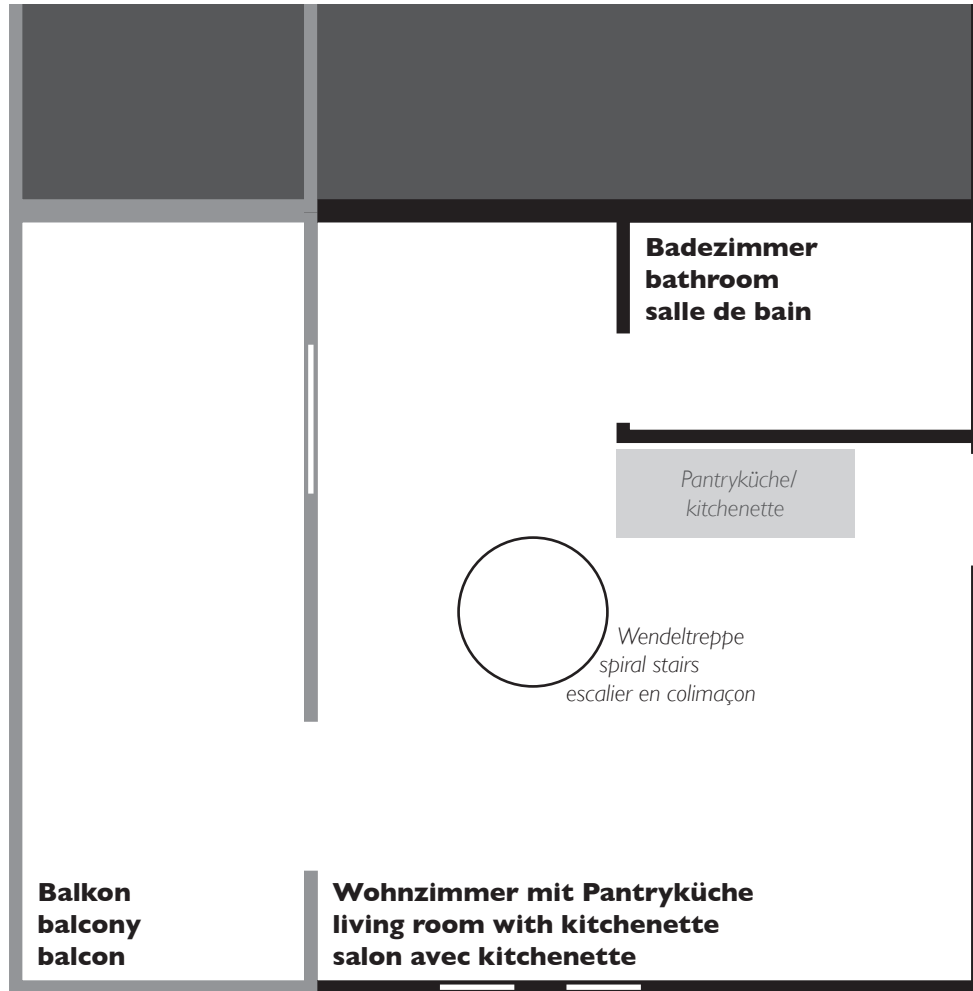 Badezimmer
bathroom
salle de bain
Pantryküche/
kitchenette
Wendeltreppe
spiral stairs
escalier en colimaçon
Balkon
balcony
balcon
Wohnzimmer mit Pantryküche
living room with kitchenette
salon avec kitchenette